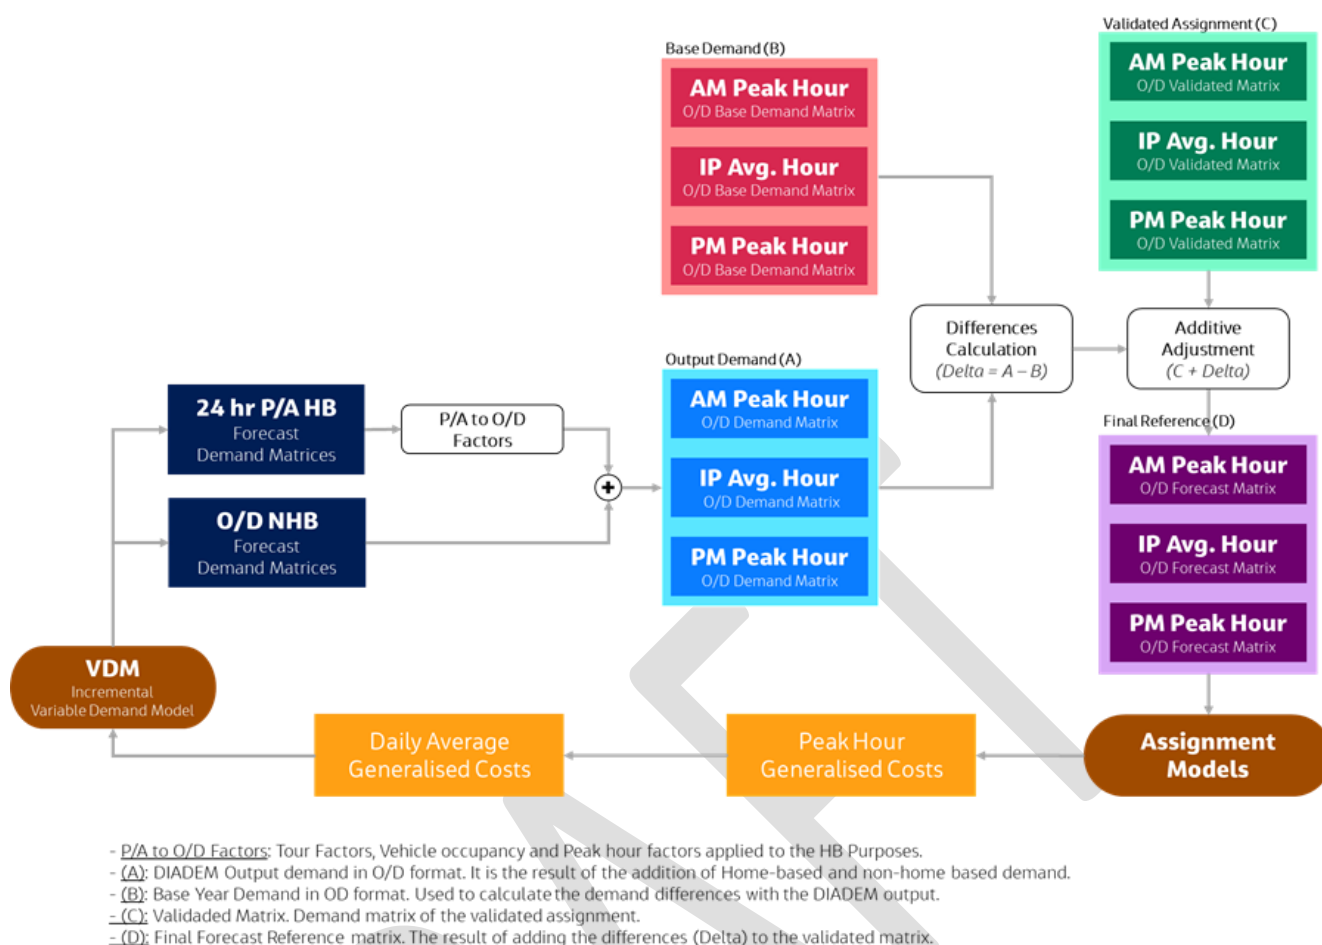 Validated Assignment (C)
Base Demand (B)
AM Peak Hour
O/D Validated Matrix
IP Avg. Hour
O/D Validated Matrix
PM Peak Hour
O/D Validated Matrix
AM Peak Hour
O/D Base Demand Matrix
IP Avg. Hour
O/D Base Demand Matrix
PM Peak Hour
O/D Base Demand Matrix
Differences
Calculation
(Delta = A – B)
Additive
Adjustment
(C + Delta)
Output Demand (A)
AM Peak Hour
O/D Demand Matrix
IP Avg. Hour
O/D Demand Matrix
PM Peak Hour
O/D Demand Matrix
24 hr P/A HB
Forecast
Demand Matrices
P/A to O/D
Factors
+
O/D NHB
Forecast
Demand Matrices
Final Reference (D)
AM Peak Hour
O/D Forecast Matrix
IP Avg. Hour
O/D Forecast Matrix
PM Peak Hour
O/D Forecast Matrix
VDM
Incremental
Variable Demand Model
Daily Average
Generalised Costs
Peak Hour
Generalised Costs
Assignment
Models
- P/A to O/D Factors: Tour Factors, Vehicle occupancy and Peak hour factors applied to the HB Purposes.
- (A): DIADEM Output demand in O/D format. It is the result of the addition of Home-based and non-home based demand.
- (B): Base Year Demand in OD format. Used to calculate the demand differences with the DIADEM output.
- (C): Validaded Matrix. Demand matrix of the validated assignment.
- (D): Final Forecast Reference matrix. The result of adding the differences (Delta) to the validated matrix.